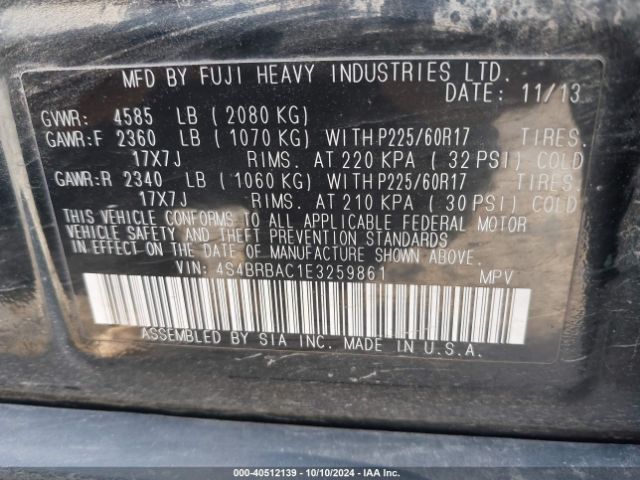 MFD BY FUJI HEAVY INDUSTRIES LTD.
DATE: 11/13
GVWR: 4585 LB ( 2080 KG)
GAWR:F 2360 LB ( 1070 KG) WITH P225/60R17 TIRES.
17X7J RIMS. AT 220 KPA ( 32 PSI) COLD
GAWR:R 2340 LB ( 1060 KG) WITH P225/60R17 TIRES.
17X7J RIMS. AT 210 KPA ( 30 PSI) COLD
THIS VEHICLE CONFORMS TO ALL APPLICABLE FEDERAL MOTOR
VEHICLE SAFETY AND THEFT PREVENTION STANDARDS
IN EFFECT ON THE DATE OF MANUFACTURE SHOWN ABOVE.
VIN: 4S4BRBAC1E3259861 MPV
ASSEMBLED BY SIA INC. MADE IN U.S.A.
000-40512139 - 10/10/2024 - IAA Inc.